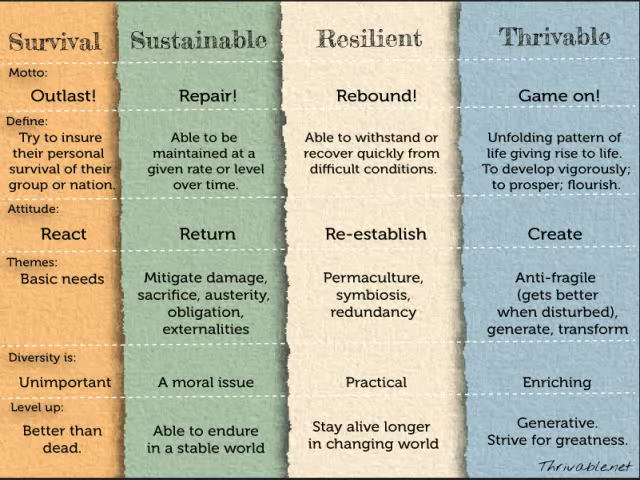 Survival Sustainable Resilient Thrivable
Motto:
Outlast! Repair! Rebound! Game on!
Define:
Try to insure
their personal
survival of their
group or nation.
Able to be
maintained at a
given rate or level
over time.
Able to withstand or
recover quickly from
difficult conditions.
Unfolding pattern of
life giving rise to life.
To develop vigorously;
to prosper; flourish.
Attitude:
React Return Re-establish Create
Themes:
Basic needs
Mitigate damage,
sacrifice, austerity,
obligation,
externalities
Permaculture,
symbiosis,
redundancy
Anti-fragile
(gets better
when disturbed),
generate, transform
Diversity is:
Unimportant A moral issue Practical Enriching
Level up:
Better than
dead.
Able to endure
in a stable world
Stay alive longer
in changing world
Generative.
Strive for greatness.
Thrivable.net